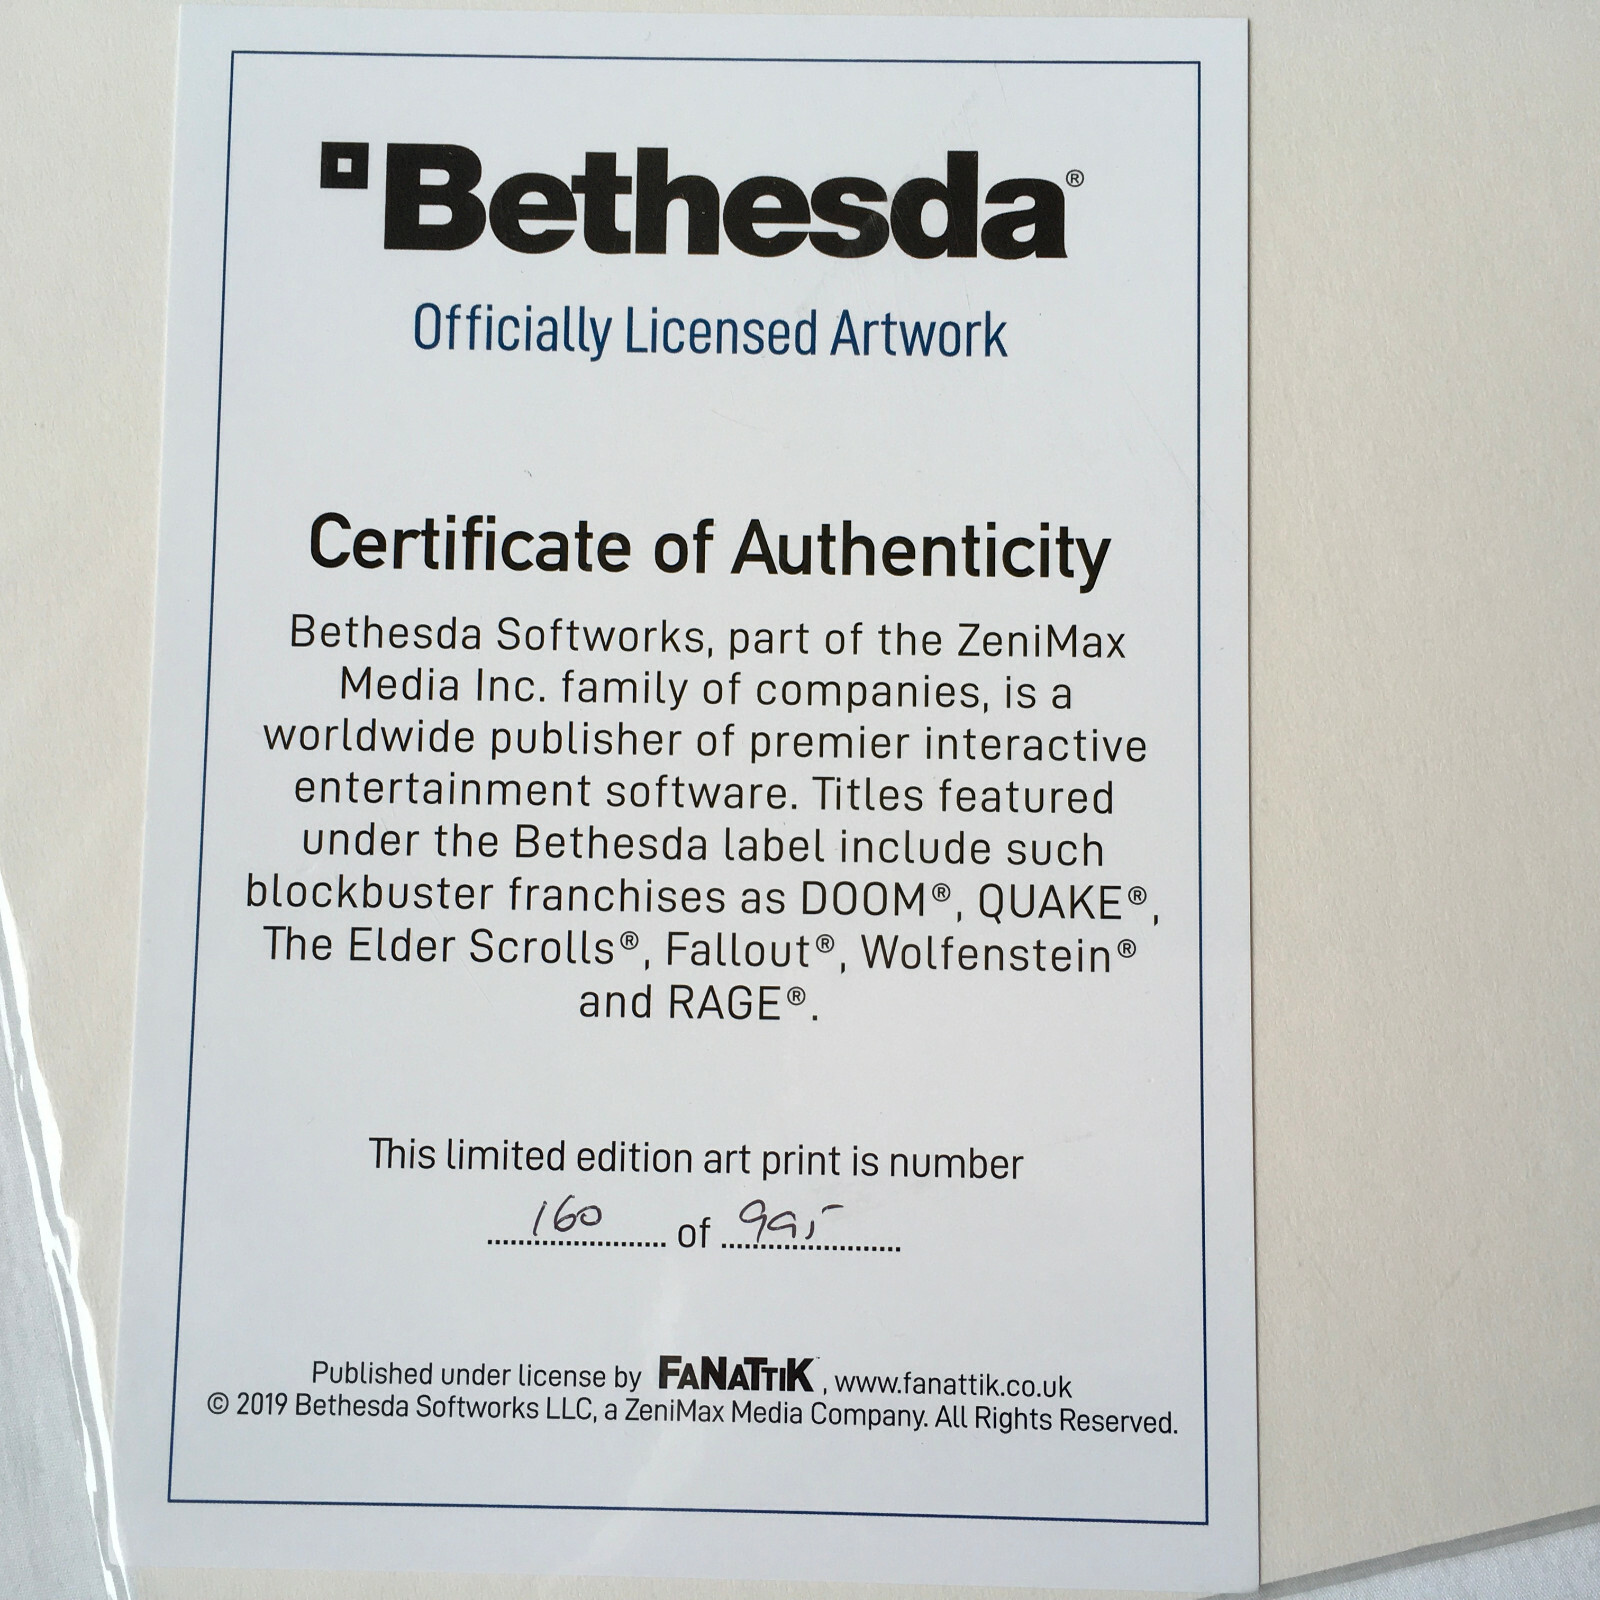 Bethesda®
Officially Licensed Artwork
Certificate of Authenticity
Bethesda Softworks, part of the ZeniMax
Media Inc. family of companies, is a
worldwide publisher of premier interactive
entertainment software. Titles featured
under the Bethesda label include such
blockbuster franchises as DOOM®, QUAKE®,
The Elder Scrolls®, Fallout®, Wolfenstein®
and RAGE®.
This limited edition art print is number
160 of 995
Published under license by FANATTIK™, www.fanattik.co.uk
© 2019 Bethesda Softworks LLC, a ZeniMax Media Company. All Rights Reserved.